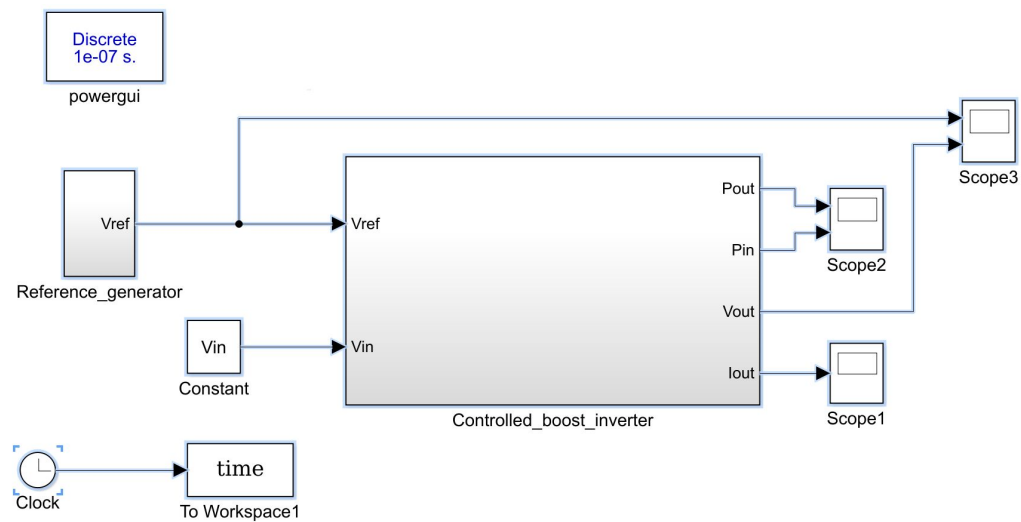 Discrete
1e-07 s.
powergui
Scope3
Vref
Reference_generator
Vref
Vin
Pout
Pin
Vout
Iout
Controlled_boost_inverter
Scope2
Scope1
Vin
Constant
Clock
time
To Workspace1